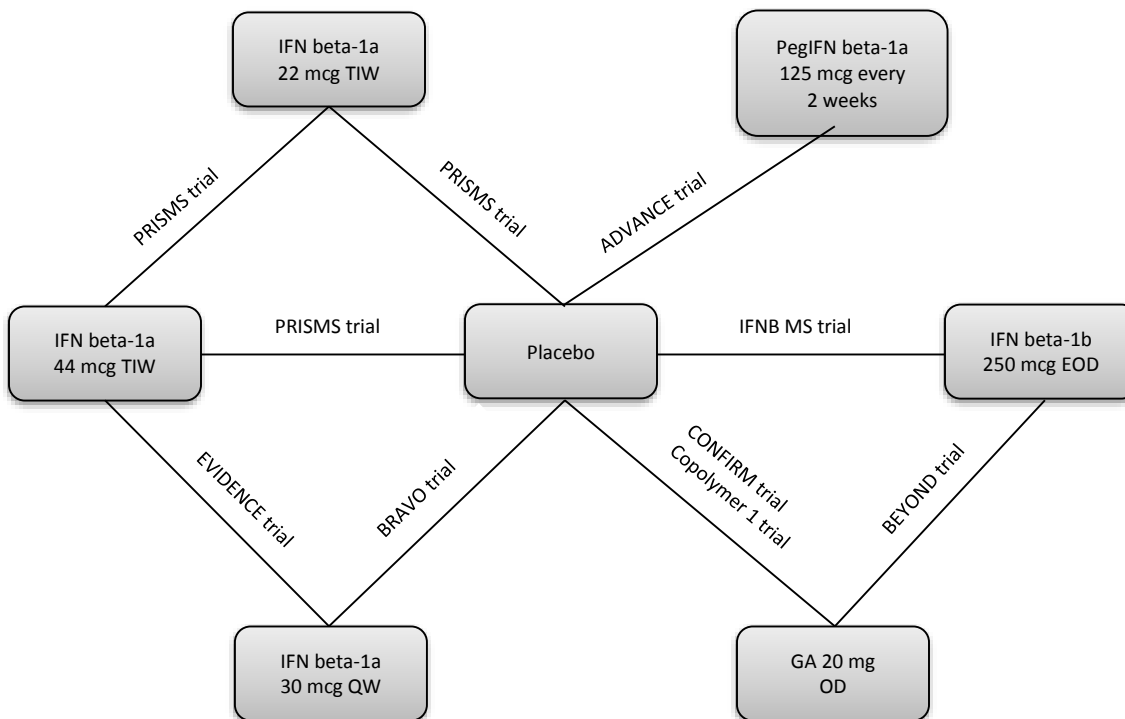 IFN beta-1a
22 mcg TIW
PegIFN beta-1a
125 mcg every
2 weeks
PRISMS trial
PRISMS trial
ADVANCE trial
IFN beta-1a
44 mcg TIW
PRISMS trial
Placebo
IFNB MS trial
IFN beta-1b
250 mcg EOD
EVIDENCE trial
BRAVO trial
CONFIRM trial
Copolymer 1 trial
BEYOND trial
IFN beta-1a
30 mcg QW
GA 20 mg
OD